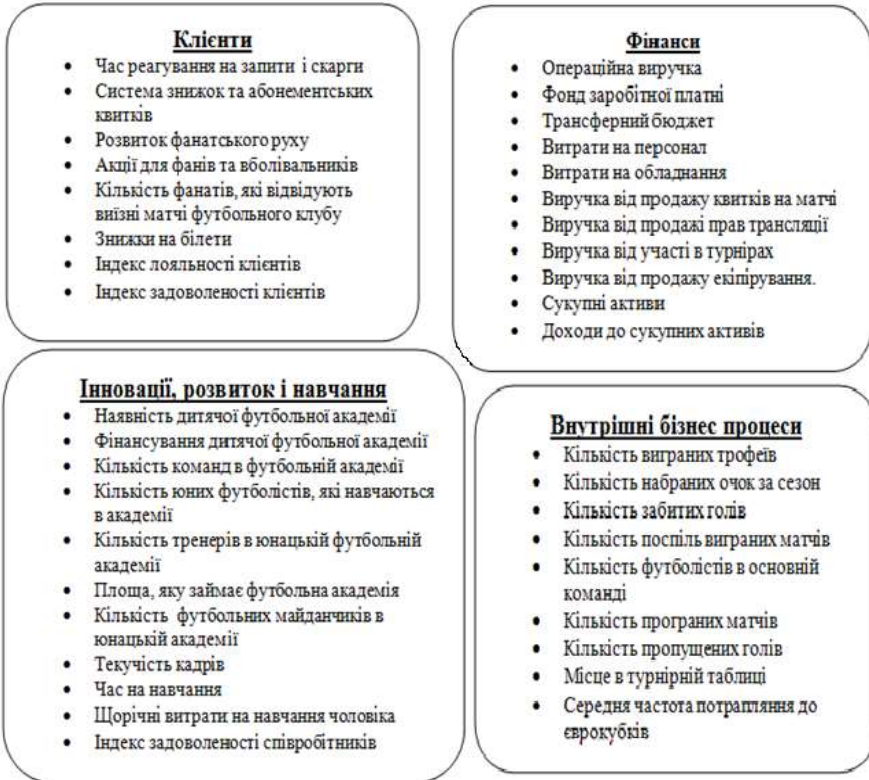 Клієнти
• Час реагування на запити і скарги
• Система знижок та абонементських
квитків
• Розвиток фанатського руху
• Акції для фанів та вболівальників
• Кількість фанатів, які відвідують
виїзні матчі футбольного клубу
• Знижки на білети
• Індекс лояльності клієнтів
• Індекс задоволеності клієнтів
Фінанси
• Операційна виручка
• Фонд заробітної платні
• Трансферний бюджет
• Витрати на персонал
• Витрати на обладнання
• Виручка від продажу квитків на матчі
• Виручка від продажі прав трансляції
• Виручка від участі в турнірах
• Виручка від продажу екіпірування.
• Сукупні активи
• Доходи до сукупних активів
Інновації, розвиток і навчання
• Наявність дитячої футбольної академії
• Фінансування дитячої футбольної академії
• Кількість команд в футбольній академії
• Кількість юних футболістів, які навчаються
в академії
• Кількість тренерів в юнацькій футбольній
академії
• Площа, яку займає футбольна академія
• Кількість футбольних майданчиків в
юнацькій академії
• Текучість кадрів
• Час на навчання
• Щорічні витрати на навчання чоловіка
• Індекс задоволеності співробітників
Внутрішні бізнес процеси
• Кількість виграних трофеїв
• Кількість набраних очок за сезон
• Кількість забитих голів
• Кількість поспіль виграних матчів
• Кількість футболістів в основній
команді
• Кількість програних матчів
• Кількість пропущених голів
• Місце в турнірній таблиці
• Середня частота потрапляння до
єврокубків